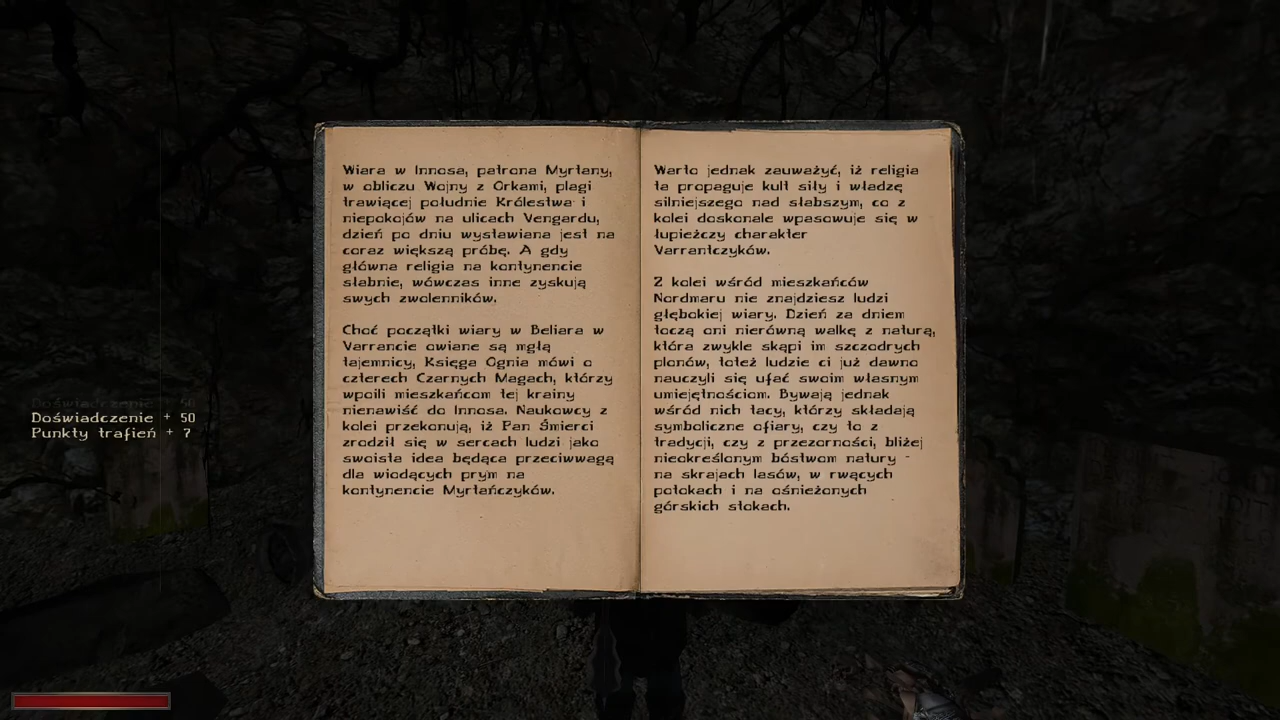 Wiara w Innosa, patrona Myrtany,
w obliczu Wojny z Orkami, plagi
trawiącej południe Królestwa i
niepokojów na ulicach Vengardu,
dzień po dniu wystawiana jest na
coraz większą próbę. A gdy
główna religia na kontynencie
słabnie, wówczas inne zyskują
swych zwolenników.
Choć początki wiary w Beliara w
Varrancie owiane są mgłą
tajemnicy, Księga Ognia mówi o
czterech Czarnych Magach, którzy
wpoili mieszkańcom tej krainy
nienawiść do Innosa. Naukowcy z
kolei przekonują, iż Pan Śmierci
zrodził się w sercach ludzi jako
swoista idea będąca przeciwwagą
dla wiodących prym na
kontynencie Myrtańczyków.
Warto jednak zauważyć, iż religia
ta propaguje kult siły i władzę
silniejszego nad słabszym, co z
kolei doskonale wpasowuje się w
łupieżczy charakter
Varrantczyków.
Z kolei wśród mieszkańców
Nordmaru nie znajdziesz ludzi
głębokiej wiary. Dzień za dniem
toczą oni nierówną walkę z naturą,
która zwykle skąpi im szczodrych
plonów, toteż ludzie ci już dawno
nauczyli się ufać swoim własnym
umiejętnościom. Bywają jednak
wśród nich tacy, którzy składają
symboliczne ofiary, czy to z
tradycji, czy z przezorności, bliżej
nieokreślonym bóstwom natury -
na skrajach lasów, w rwących
potokach i na ośnieżonych
górskich stokach.
Doświadczenie + 50
Doświadczenie + 50
Punkty trafień + 7